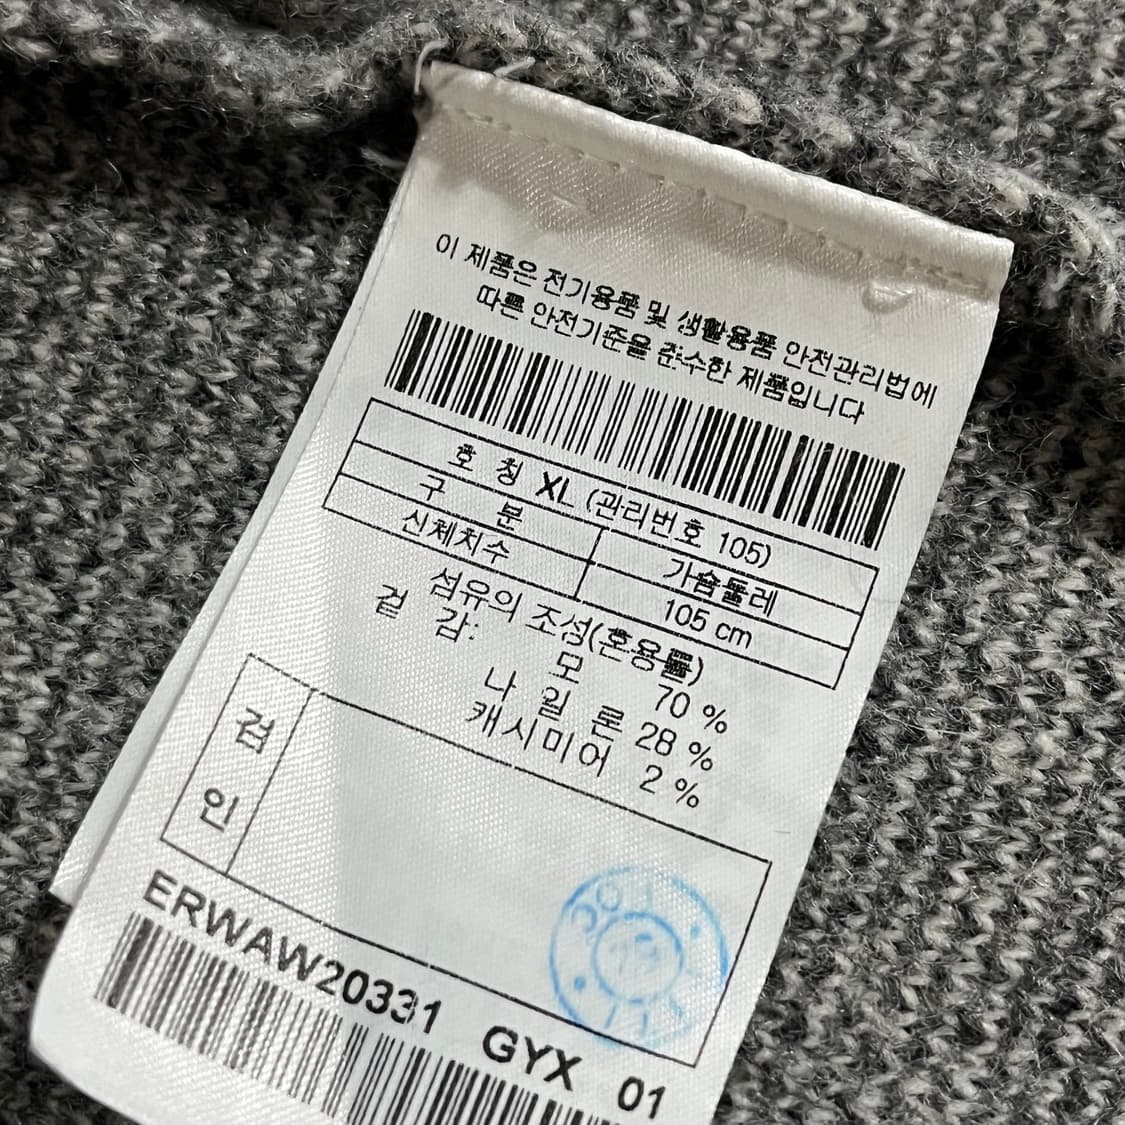 이 제품은 전기용품 및 생활용품 안전관리법에
따른 안전기준을 준수한 제품입니다
호 칭 XL (관리번호 105)
구 분 가슴둘레
신체치수 105 cm
섬유의 조성(혼용률)
겉 감:
모 70 %
나 일 론 28 %
캐시미어 2 %
검
인
ERWAW20331 GYX 01